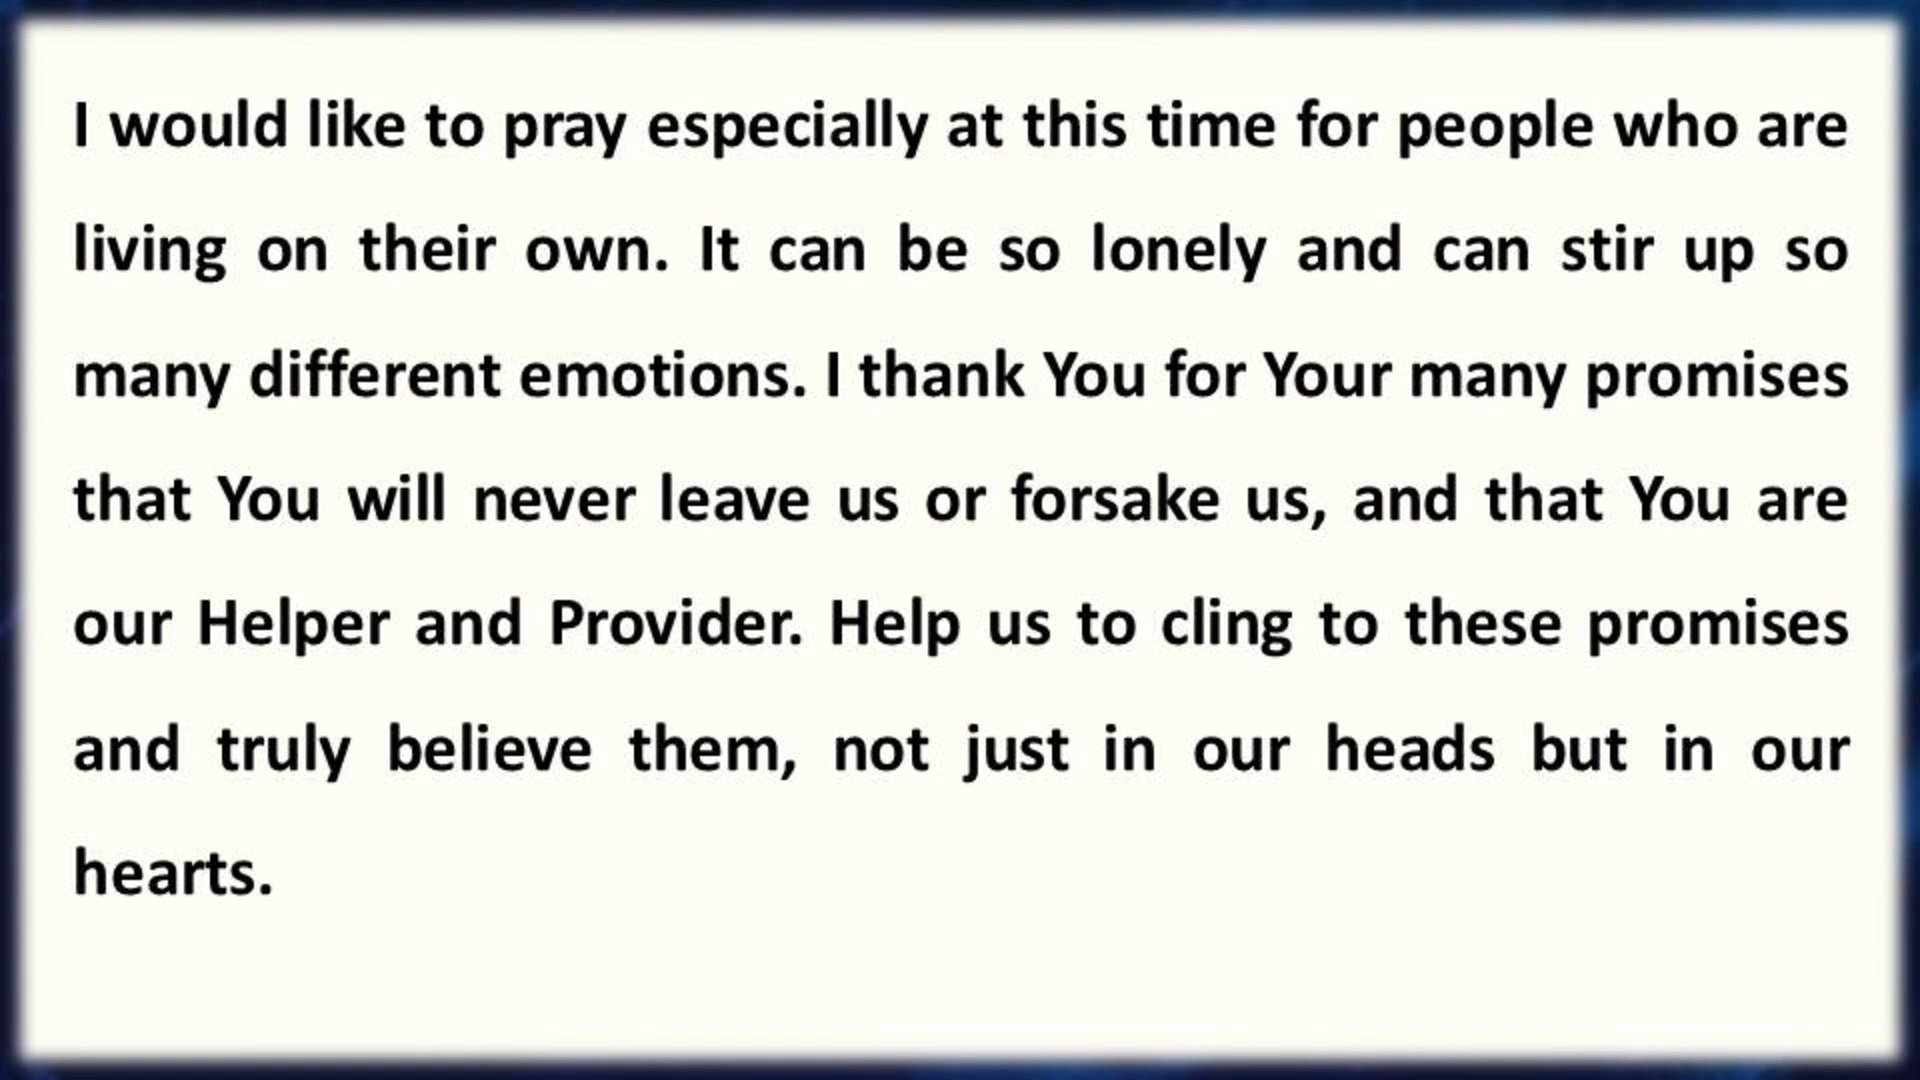 I would like to pray especially at this time for people who are
living on their own. It can be so lonely and can stir up so
many different emotions. I thank You for Your many promises
that You will never leave us or forsake us, and that You are
our Helper and Provider. Help us to cling to these promises
and truly believe them, not just in our heads but in our
hearts.